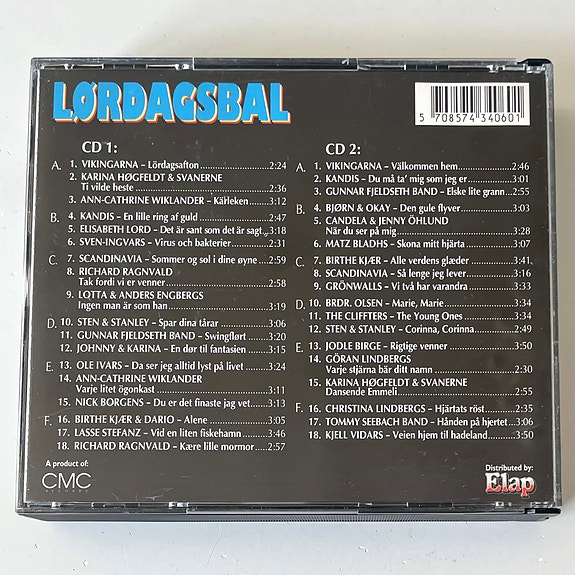 LØRDAGSBAL
5 708574 340601
CD 1:
A. 1. VIKINGARNA – Lördagsafton 2:24
2. KARINA HØGFELDT & SVANERNE
Ti vilde heste 2:36
3. ANN-CATHRINE WIKLANDER – Kärleken 3:12
B. 4. KANDIS – En lille ring af guld 2:47
5. ELISABETH LORD – Det är sant som det är sagt 3:18
6. SVEN-INGVARS – Virus och bakterier 2:31
C. 7. SCANDINAVIA – Sommer og sol i dine øyne 2:59
8. RICHARD RAGNVALD
Tak fordi vi er venner 2:58
9. LOTTA & ANDERS ENGBERGS
Ingen man är som han 3:19
D. 10. STEN & STANLEY – Spar dina tårar 3:06
11. GUNNAR FJELDSETH BAND – Swingflørt 3:20
12. JOHNNY & KARINA – En dør til fantasien 3:15
E. 13. OLE IVARS – Da ser jeg alltid lyst på livet 3:24
14. ANN-CATHRINE WIKLANDER
Varje litet ögonkast 3:11
15. NICK BORGENS – Du er det finaste jag vet 3:13
F. 16. BIRTHE KJÆR & DARIO – Alene 3:05
17. LASSE STEFANZ – Vid en liten fiskehamn 3:46
18. RICHARD RAGNVALD – Kære lille mormor 2:57
A product of:
CMC
RECORDS
CD 2:
A. 1. VIKINGARNA – Välkommen hem 2:46
2. KANDIS – Du må ta' mig som jeg er 3:01
3. GUNNAR FJELDSETH BAND – Elske lite grann 2:55
B. 4. BJØRN & OKAY – Den gule flyver 3:03
5. CANDELA & JENNY ÖHLUND
När du ser på mig 3:28
6. MATZ BLADHS – Skona mitt hjärta 3:07
C. 7. BIRTHE KJÆR – Alle verdens glæder 3:41
8. SCANDINAVIA – Så lenge jeg lever 3:16
9. GRÖNWALLS – Vi två har varandra 3:33
D. 10. BRDR. OLSEN – Marie, Marie 3:34
11. THE CLIFFTERS – The Young Ones 3:14
12. STEN & STANLEY – Corinna, Corinna 2:49
E. 13. JODLE BIRGE – Rigtige venner 3:50
14. GÖRAN LINDBERGS
Varje stjärna bär ditt namn 2:30
15. KARINA HØGFELDT & SVANERNE
Dansende Emmeli 2:55
F. 16. CHRISTINA LINDBERGS – Hjärtats röst 2:35
17. TOMMY SEEBACH BAND – Hånden på hjertet 3:06
18. KJELL VIDARS – Veien hjem til hadeland 3:50
Distributed by:
Elap